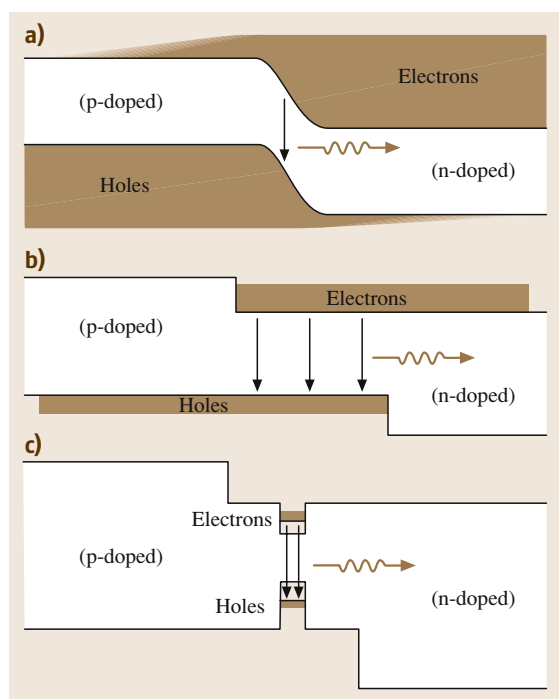 a)
Electrons
(p-doped)
Holes
(n-doped)
b)
Electrons
(p-doped)
Holes
(n-doped)
c)
Electrons
(p-doped)
Holes
(n-doped)